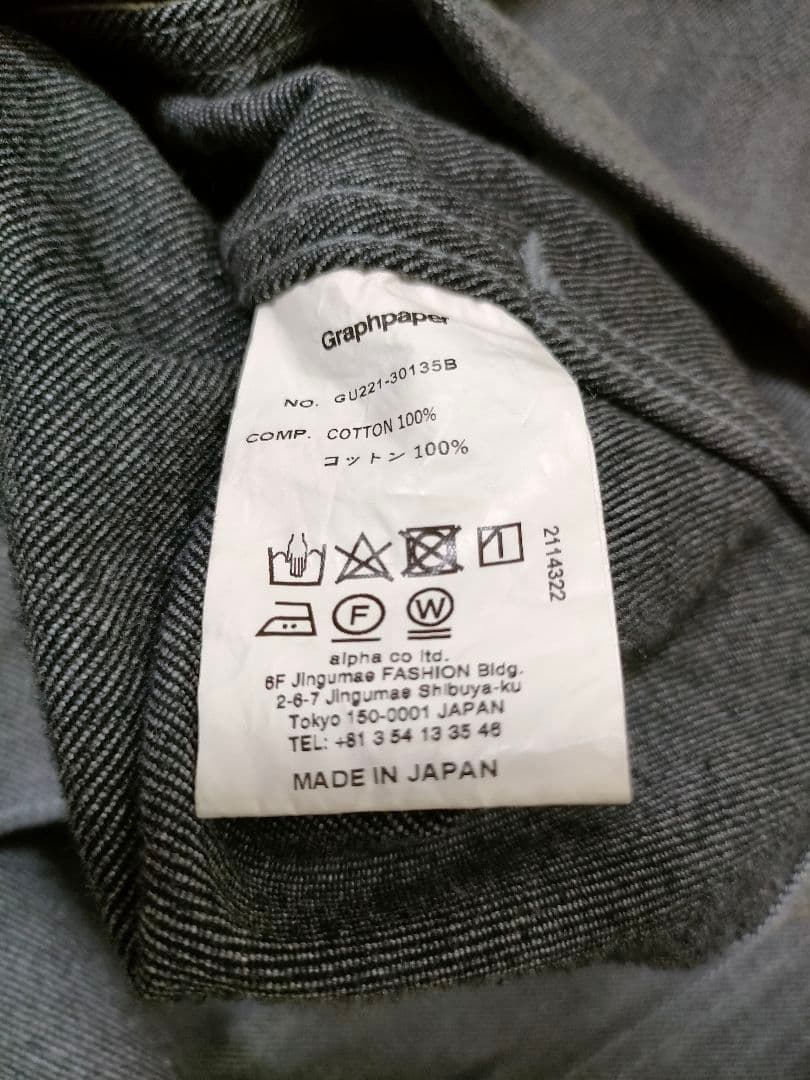 Graphpaper
NO. GU221-30135B
COMP. COTTON 100%
コットン 100%
2114322
F W
alpha co ltd.
6F Jingumae FASHION Bldg.
2-6-7 Jingumae Shibuya-ku
Tokyo 150-0001 JAPAN
TEL: +81 3 54 13 35 46
MADE IN JAPAN